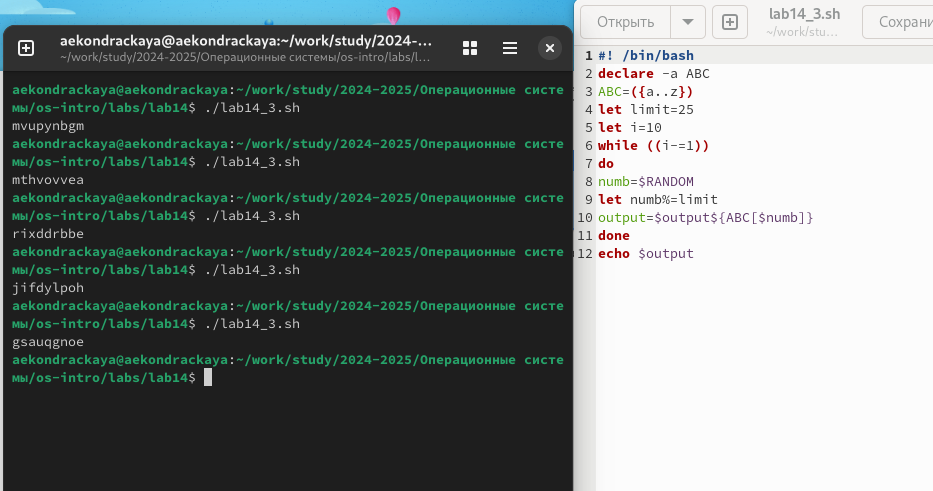 aekondrackaya@aekondrackaya:~/work/study/2024-...
~/work/study/2024-2025/Операционные системы/os-intro/labs/l...
aekondrackaya@aekondrackaya:~/work/study/2024-2025/Операционные систе
мы/os-intro/labs/lab14$ ./lab14_3.sh
mvupynbgm
aekondrackaya@aekondrackaya:~/work/study/2024-2025/Операционные систе
мы/os-intro/labs/lab14$ ./lab14_3.sh
mthvovvea
aekondrackaya@aekondrackaya:~/work/study/2024-2025/Операционные систе
мы/os-intro/labs/lab14$ ./lab14_3.sh
rixddrbbe
aekondrackaya@aekondrackaya:~/work/study/2024-2025/Операционные систе
мы/os-intro/labs/lab14$ ./lab14_3.sh
jifdylpoh
aekondrackaya@aekondrackaya:~/work/study/2024-2025/Операционные систе
мы/os-intro/labs/lab14$ ./lab14_3.sh
gsauqgnoe
aekondrackaya@aekondrackaya:~/work/study/2024-2025/Операционные систе
мы/os-intro/labs/lab14$
Открыть
lab14_3.sh
~/work/stu...
Сохрани
1 #! /bin/bash
2 declare -a ABC
3 ABC=({a..z})
4 let limit=25
5 let i=10
6 while ((i-=1))
7 do
8 numb=$RANDOM
9 let numb%=limit
10 output=$output${ABC[$numb]}
11 done
12 echo $output